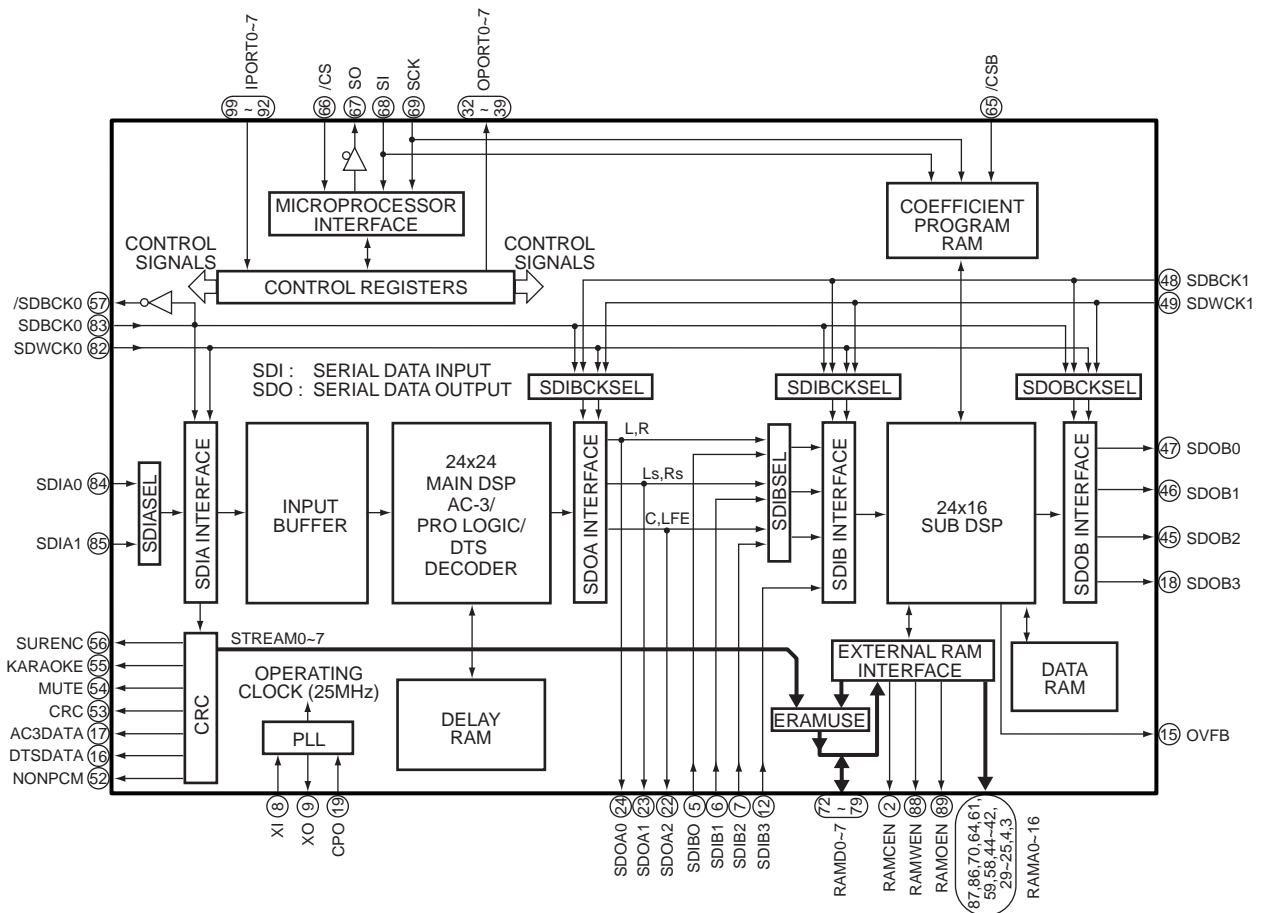 IPORT0~7
/CS
SO
SI
SCK
OPORT0~7
/CSB
99 ~ 92
66
67
68
69
32 ~ 39
65
MICROPROCESSOR
INTERFACE
COEFFICIENT
PROGRAM
RAM
CONTROL
SIGNALS
CONTROL
SIGNALS
CONTROL REGISTERS
/SDBCK0 57
SDBCK0 83
SDWCK0 82
48 SDBCK1
49 SDWCK1
SDI : SERIAL DATA INPUT
SDO : SERIAL DATA OUTPUT
SDIBCKSEL
SDIBCKSEL
SDOBCKSEL
SDIA0 84
SDIA1 85
SDIASEL
SDIA INTERFACE
INPUT
BUFFER
24x24
MAIN DSP
AC-3/
PRO LOGIC/
DTS
DECODER
SDOA INTERFACE
L,R
Ls,Rs
C,LFE
SDIBSEL
SDIB INTERFACE
24x16
SUB DSP
SDOB INTERFACE
47 SDOB0
46 SDOB1
45 SDOB2
18 SDOB3
SURENC 56
KARAOKE 55
MUTE 54
CRC 53
AC3DATA 17
DTSDATA 16
NONPCM 52
CRC
STREAM0~7
OPERATING
CLOCK (25MHz)
PLL
DELAY
RAM
EXTERNAL RAM
INTERFACE
DATA
RAM
ERAMUSE
15 OVFB
XI 8
XO 9
CPO 19
SDOA0 24
SDOA1 23
SDOA2 22
SDIBO 5
SDIB1 6
SDIB2 7
SDIB3 12
72 ~ 79
RAMD0~7
RAMCEN 2
RAMWEN 88
RAMOEN 89
87,86,70,64,61,
59,58,44~42,
29~25,4,3
RAMA0~16